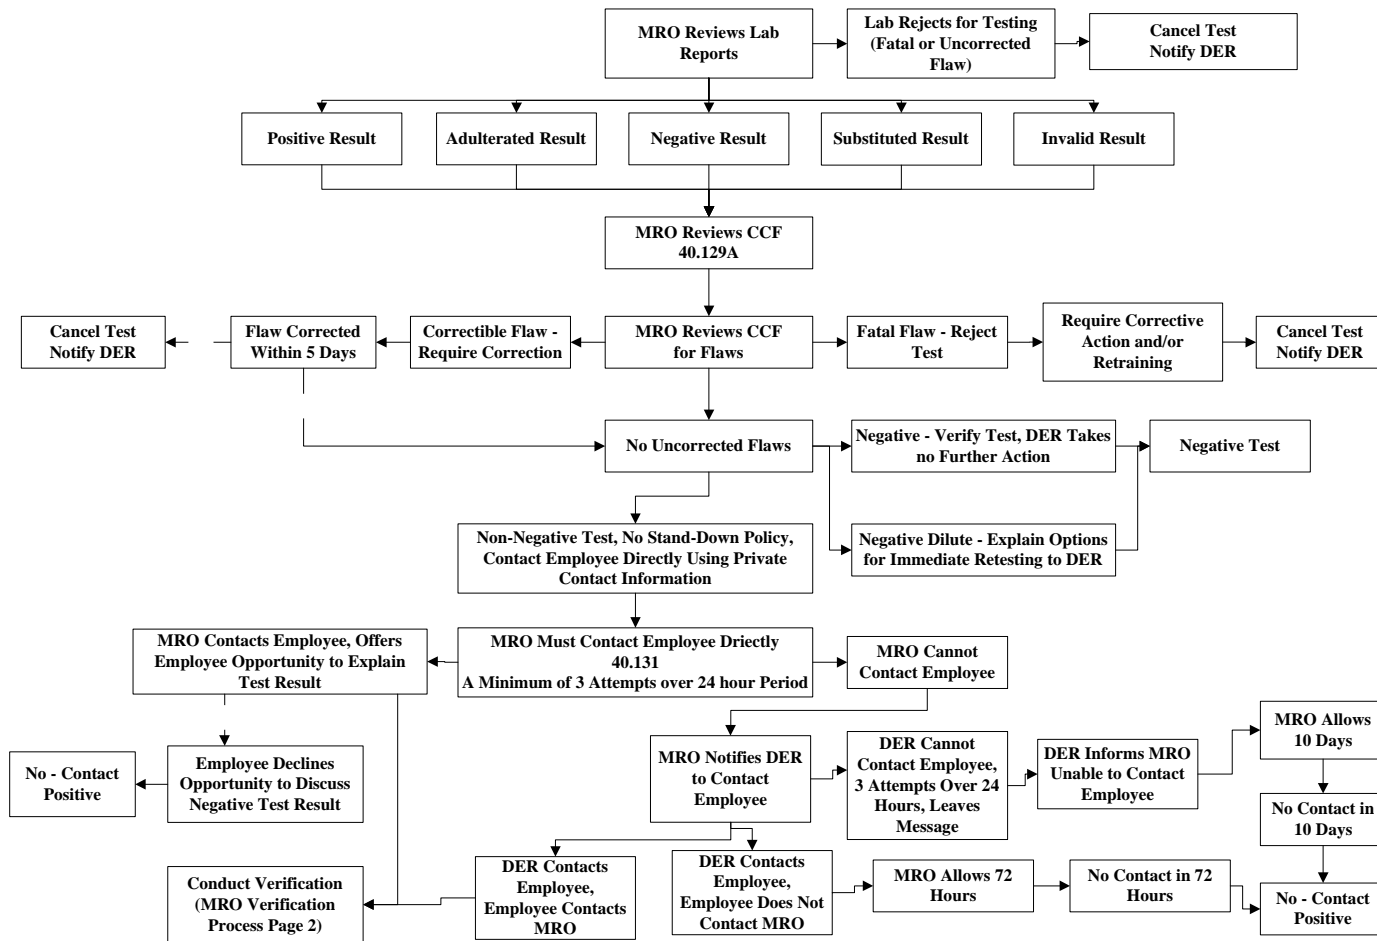 MRO Reviews Lab
Reports
Lab Rejects for Testing
(Fatal or Uncorrected
Flaw)
Cancel Test
Notify DER
Positive Result
Adulterated Result
Negative Result
Substituted Result
Invalid Result
MRO Reviews CCF
40.129A
Cancel Test
Notify DER
Flaw Corrected
Within 5 Days
Correctible Flaw -
Require Correction
MRO Reviews CCF
for Flaws
Fatal Flaw - Reject
Test
Require Corrective
Action and/or
Retraining
Cancel Test
Notify DER
No Uncorrected Flaws
Negative - Verify Test, DER Takes
no Further Action
Negative Test
Non-Negative Test, No Stand-Down Policy,
Contact Employee Directly Using Private
Contact Information
Negative Dilute - Explain Options
for Immediate Retesting to DER
MRO Contacts Employee, Offers
Employee Opportunity to Explain
Test Result
MRO Must Contact Employee Driectly
40.131
A Minimum of 3 Attempts over 24 hour Period
MRO Cannot
Contact Employee
No - Contact
Positive
Employee Declines
Opportunity to Discuss
Negative Test Result
MRO Notifies DER
to Contact
Employee
DER Cannot
Contact Employee,
3 Attempts Over 24
Hours, Leaves
Message
DER Informs MRO
Unable to Contact
Employee
MRO Allows
10 Days
No Contact in
10 Days
Conduct Verification
(MRO Verification
Process Page 2)
DER Contacts
Employee,
Employee Contacts
MRO
DER Contacts
Employee,
Employee Does Not
Contact MRO
MRO Allows 72
Hours
No Contact in 72
Hours
No - Contact
Positive